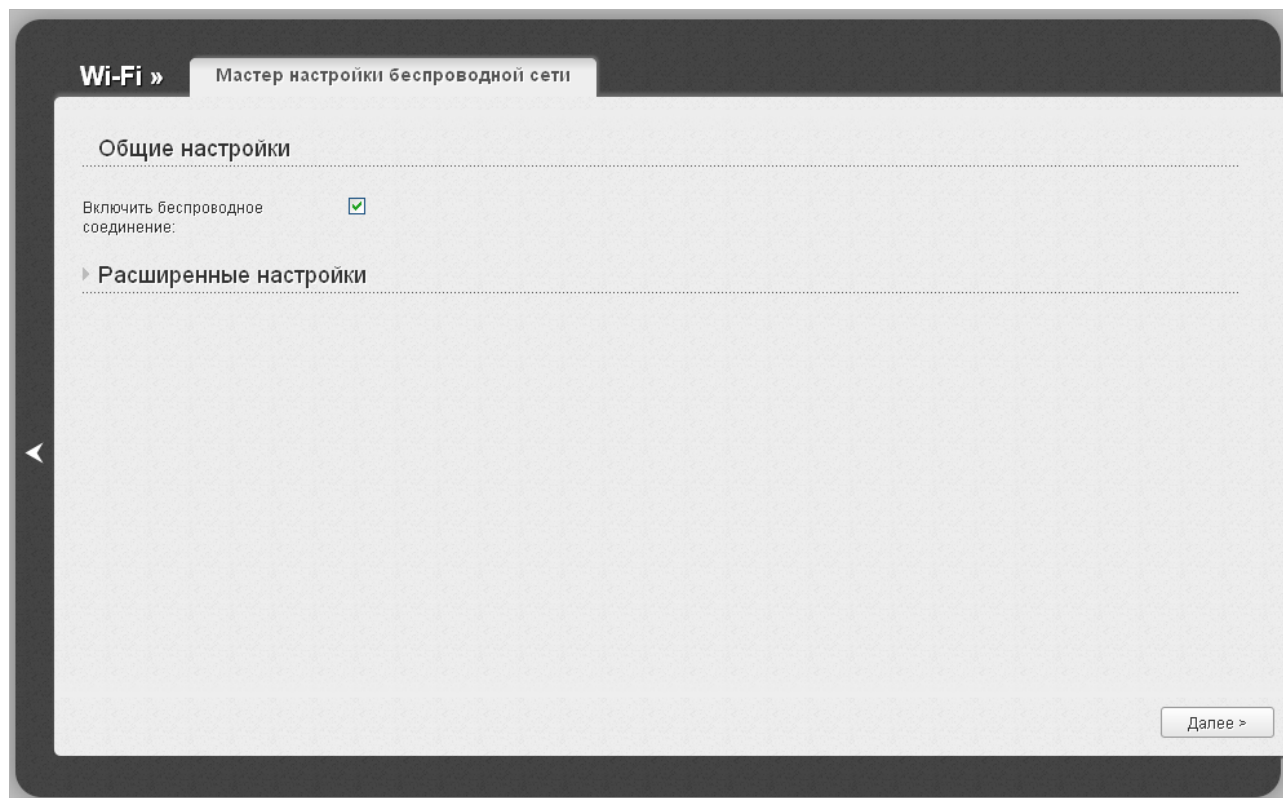 Wi-Fi »
Мастер настройки беспроводной сети
Общие настройки
Включить беспроводное
соединение:
Расширенные настройки
Далее >